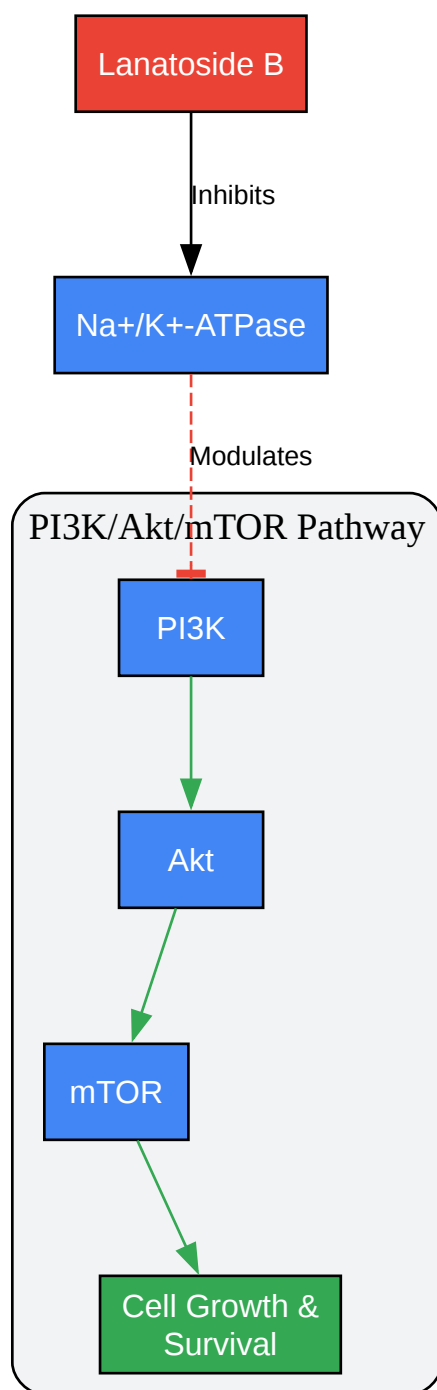 Lanatoside B
Inhibits
Na+/K+-ATPase
Modulates
PI3K/Akt/mTOR Pathway
PI3K
Akt
mTOR
Cell Growth &
Survival